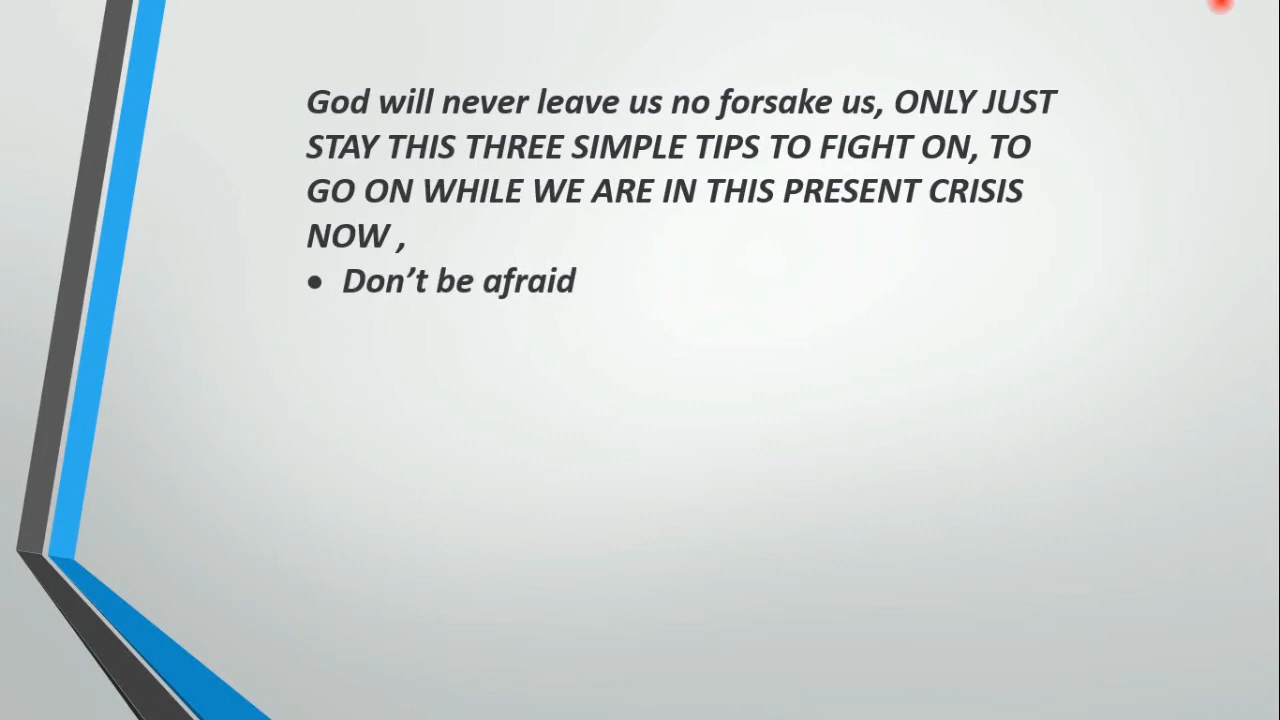 God will never leave us no forsake us, ONLY JUST
STAY THIS THREE SIMPLE TIPS TO FIGHT ON, TO
GO ON WHILE WE ARE IN THIS PRESENT CRISIS
NOW ,
• Don’t be afraid